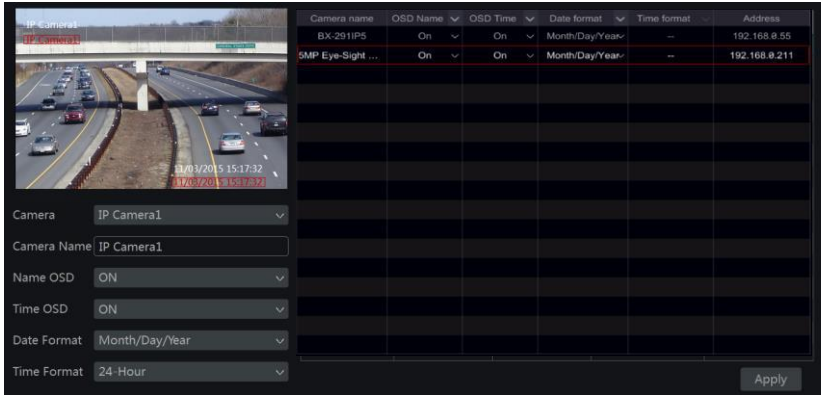 IP Camera1
IP Camera1
11/03/2015 15:17:32
11/03/2015 15:17:32
Camera IP Camera1
Camera Name IP Camera1
Name OSD ON
Time OSD ON
Date Format Month/Day/Year
Time Format 24-Hour
Camera name OSD Name OSD Time Date format Time format Address
BX-291IP5 On On Month/Day/Year -- 192.168.0.55
5MP Eye-Sight ... On On Month/Day/Year -- 192.168.0.211
Apply